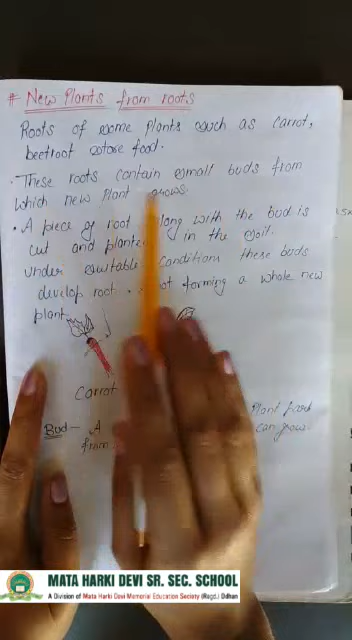 # New Plants from roots
Roots of some plants such as carrot,
beetroot store food.
· These roots contain small buds from
which new plant grows.
· A piece of root along with the bud is
cut and plante in the soil.
under suitable conditions these buds
develop root forming a whole new
plant
Carrot
Bud - A Plant part
from can grow.
MATA HARKI DEVI SR. SEC. SCHOOL
A Division of Mata Harki Devi Memorial Education Society (Regd.) Odhan